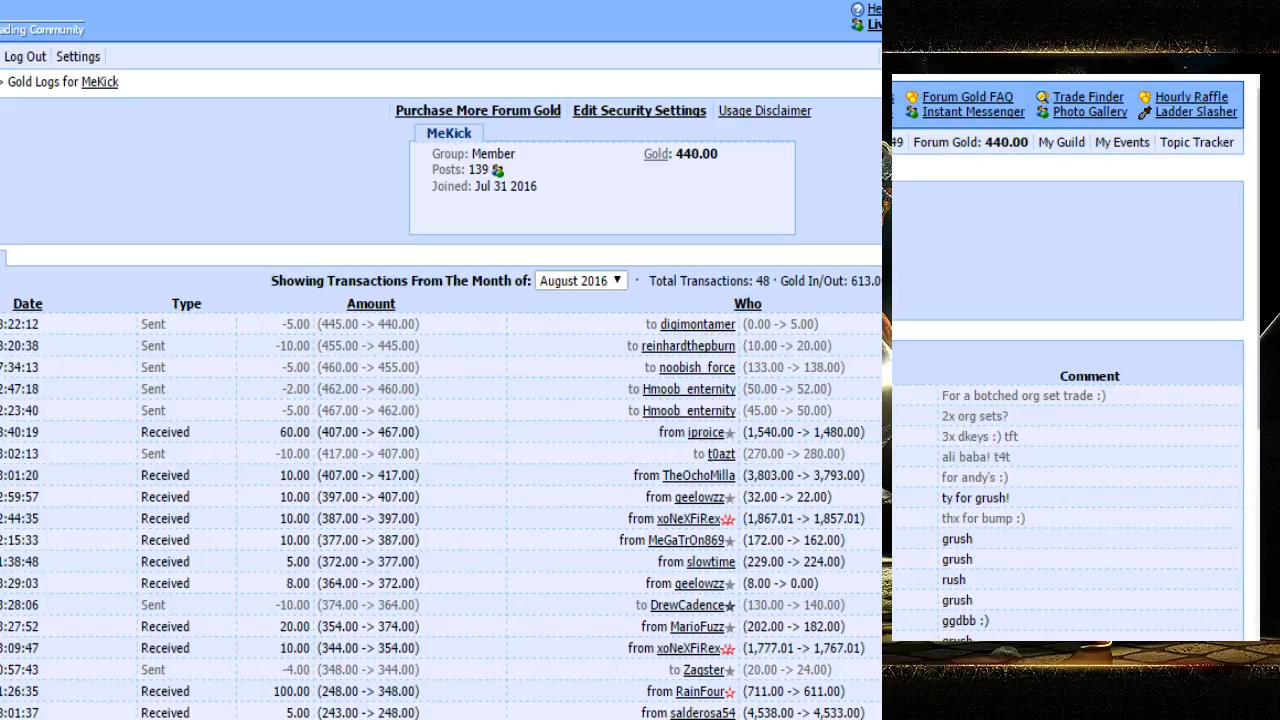 ading Community
He
Liv
Log Out Settings
> Gold Logs for MeKick
Purchase More Forum Gold Edit Security Settings Usage Disclaimer
MeKick
Group: Member Gold: 440.00
Posts: 139
Joined: Jul 31 2016
Showing Transactions From The Month of: August 2016 · Total Transactions: 48 · Gold In/Out: 613.0
Date Type Amount Who
3:22:12 Sent -5.00 (445.00 -> 440.00) to digimontamer (0.00 -> 5.00)
3:20:38 Sent -10.00 (455.00 -> 445.00) to reinhardthepburn (10.00 -> 20.00)
7:34:13 Sent -5.00 (460.00 -> 455.00) to noobish_force (133.00 -> 138.00)
2:47:18 Sent -2.00 (462.00 -> 460.00) to Hmoob_enternity (50.00 -> 52.00)
2:23:40 Sent -5.00 (467.00 -> 462.00) to Hmoob_enternity (45.00 -> 50.00)
3:40:19 Received 60.00 (407.00 -> 467.00) from iproice (1,540.00 -> 1,480.00)
3:02:13 Sent -10.00 (417.00 -> 407.00) to t0azt (270.00 -> 280.00)
3:01:20 Received 10.00 (407.00 -> 417.00) from TheOchoMilla (3,803.00 -> 3,793.00)
2:59:57 Received 10.00 (397.00 -> 407.00) from geelowzz (32.00 -> 22.00)
2:44:35 Received 10.00 (387.00 -> 397.00) from xoNeXFiRex (1,867.01 -> 1,857.01)
2:15:33 Received 10.00 (377.00 -> 387.00) from MeGaTrOn869 (172.00 -> 162.00)
1:38:48 Received 5.00 (372.00 -> 377.00) from slowtime (229.00 -> 224.00)
3:29:03 Received 8.00 (364.00 -> 372.00) from geelowzz (8.00 -> 0.00)
3:28:06 Sent -10.00 (374.00 -> 364.00) to DrewCadence (130.00 -> 140.00)
3:27:52 Received 20.00 (354.00 -> 374.00) from MarioFuzz (202.00 -> 182.00)
3:09:47 Received 10.00 (344.00 -> 354.00) from xoNeXFiRex (1,777.01 -> 1,767.01)
0:57:43 Sent -4.00 (348.00 -> 344.00) to Zaqster (20.00 -> 24.00)
1:26:35 Received 100.00 (248.00 -> 348.00) from RainFour (711.00 -> 611.00)
3:01:37 Received 5.00 (243.00 -> 248.00) from salderosa54 (4,538.00 -> 4,533.00)
Forum Gold FAQ Trade Finder Hourly Raffle
Instant Messenger Photo Gallery Ladder Slasher
49 Forum Gold: 440.00 My Guild My Events Topic Tracker
Comment
For a botched org set trade :)
2x org sets?
3x dkeys :) tft
ali baba! t4t
for andy's :)
ty for grush!
thx for bump :)
grush
grush
rush
grush
ggdbb :)
grush